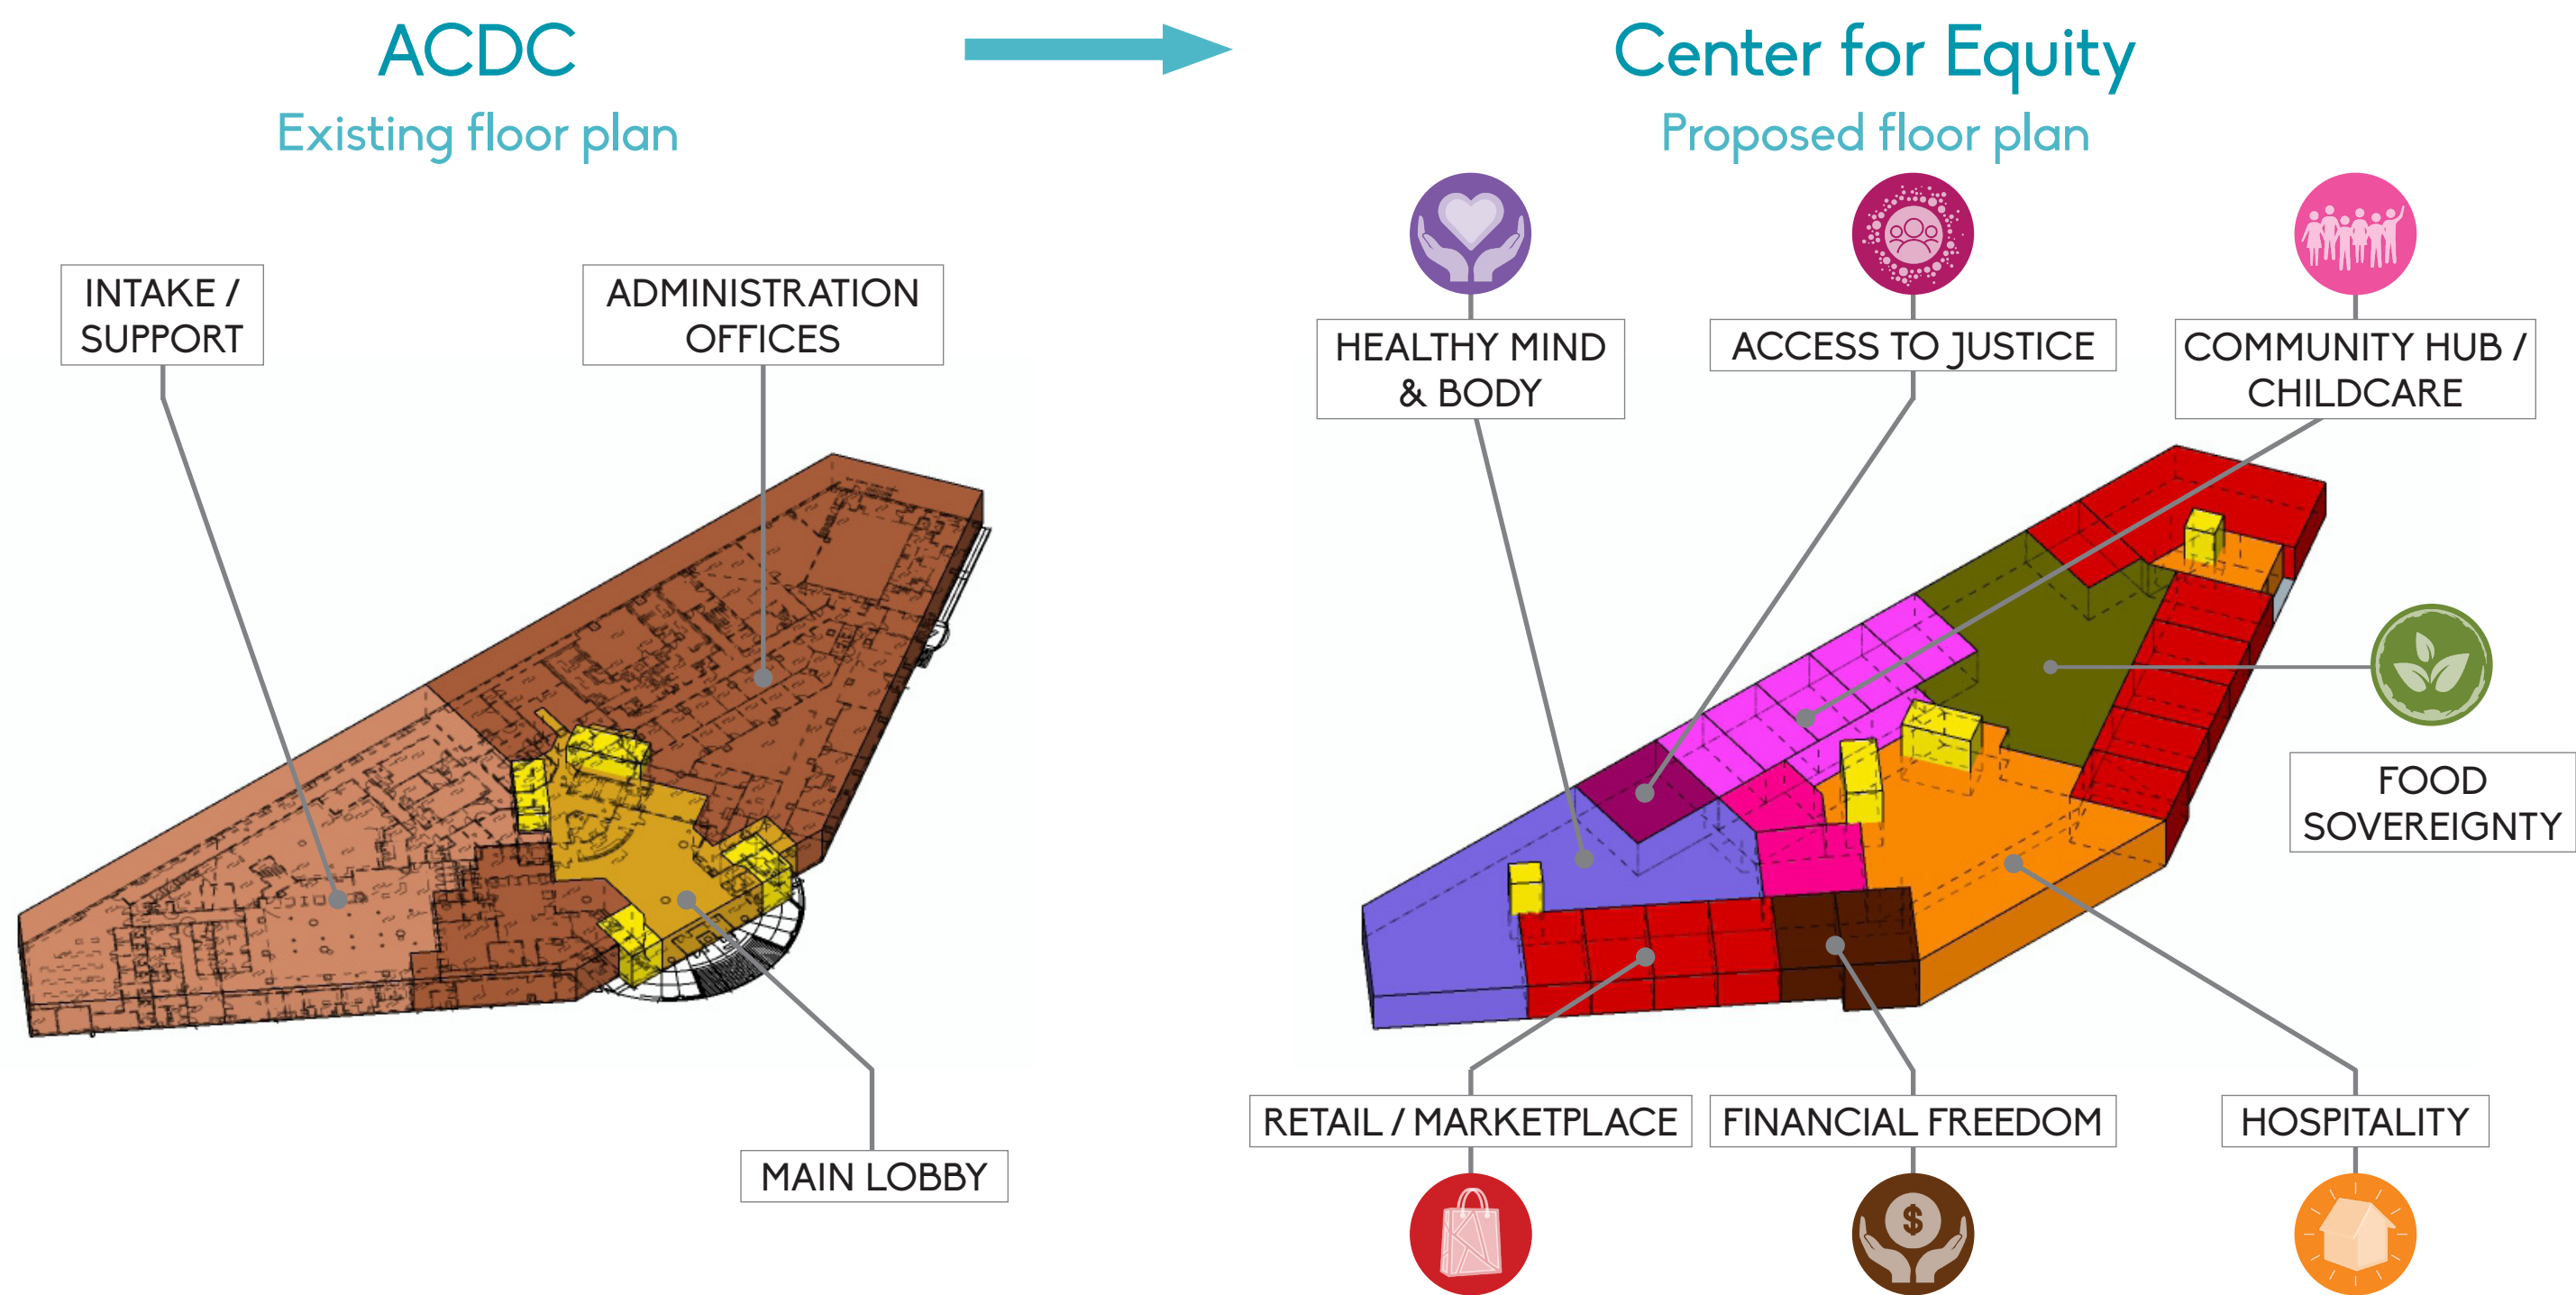 ACDC
Existing floor plan
Center for Equity
Proposed floor plan
INTAKE /
SUPPORT
ADMINISTRATION
OFFICES
MAIN LOBBY
HEALTHY MIND
& BODY
ACCESS TO JUSTICE
COMMUNITY HUB /
CHILDCARE
FOOD
SOVEREIGNTY
RETAIL / MARKETPLACE
FINANCIAL FREEDOM
HOSPITALITY
$